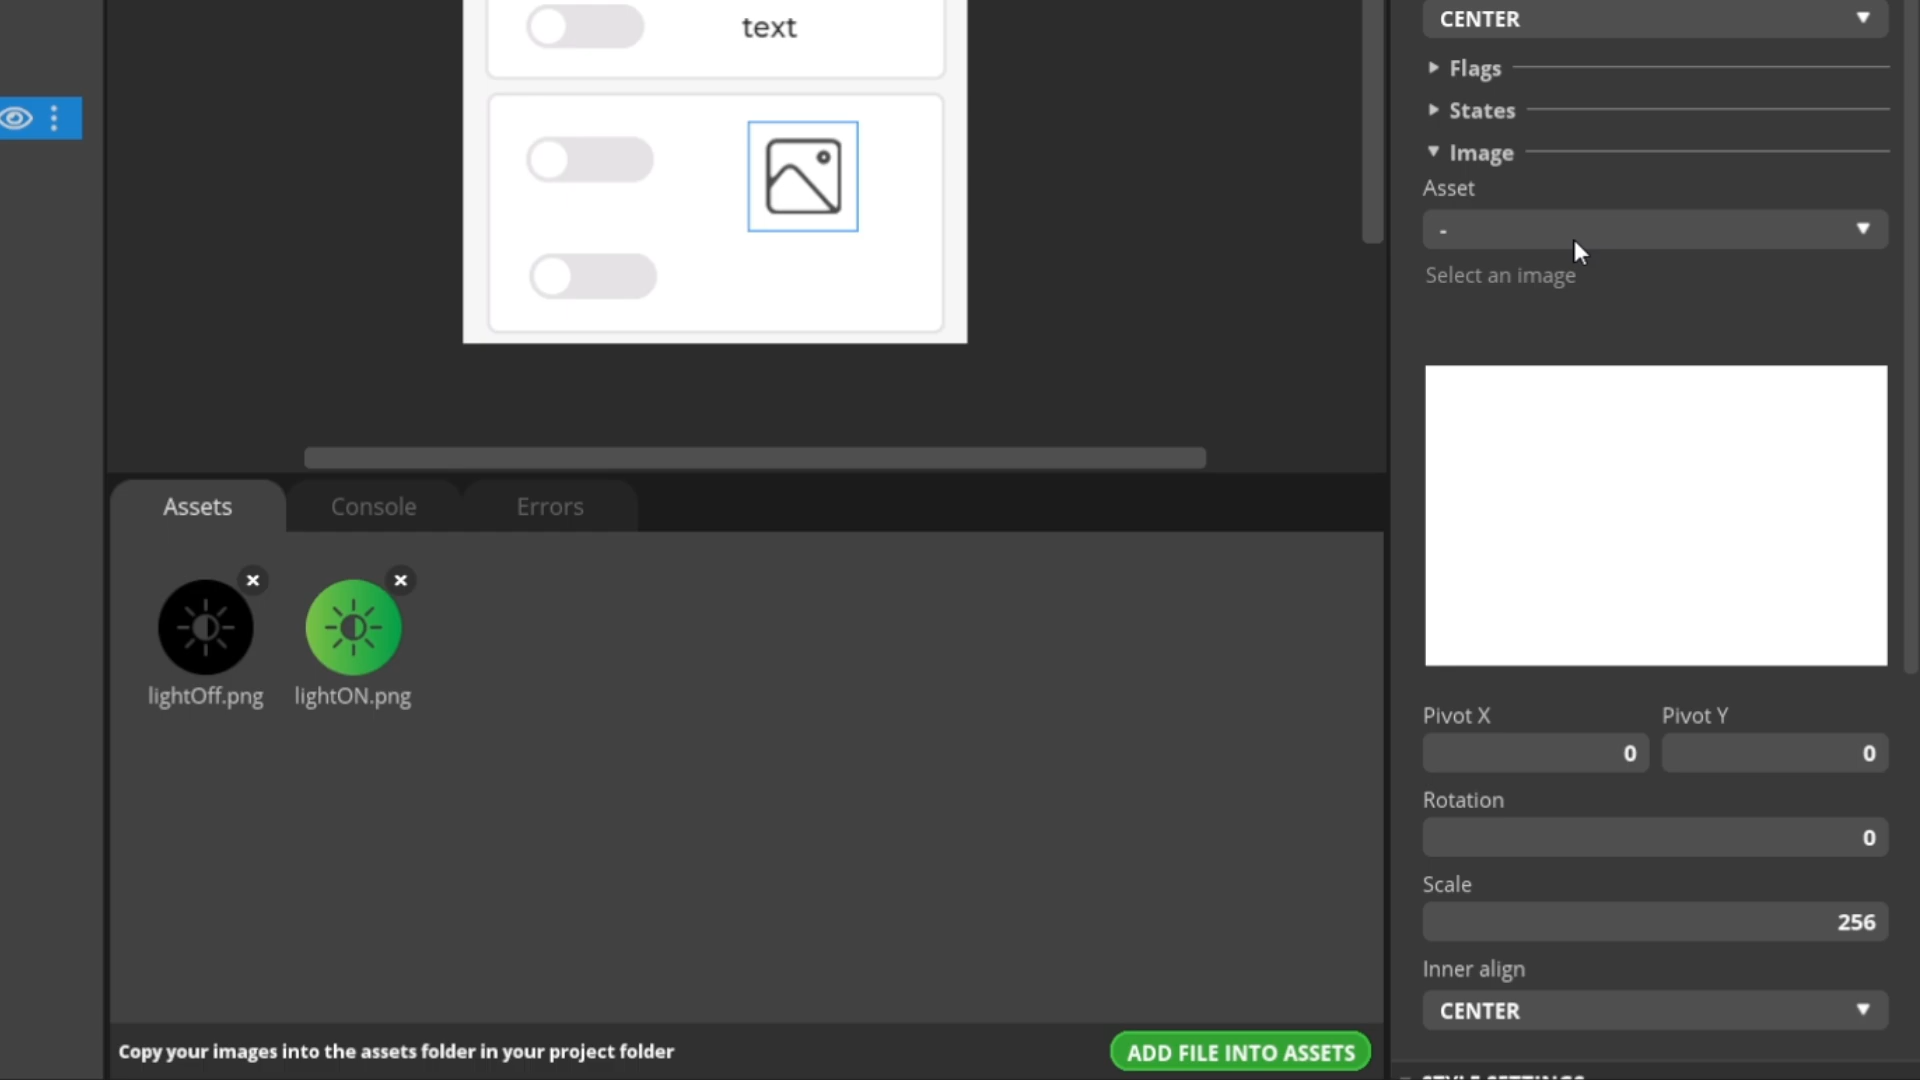 text
Assets
Console
Errors
lightOff.png
lightON.png
Copy your images into the assets folder in your project folder
ADD FILE INTO ASSETS
CENTER
Flags
States
Image
Asset
-
Select an image
Pivot X
Pivot Y
0
0
Rotation
0
Scale
256
Inner align
CENTER
STYLE SETTINGS